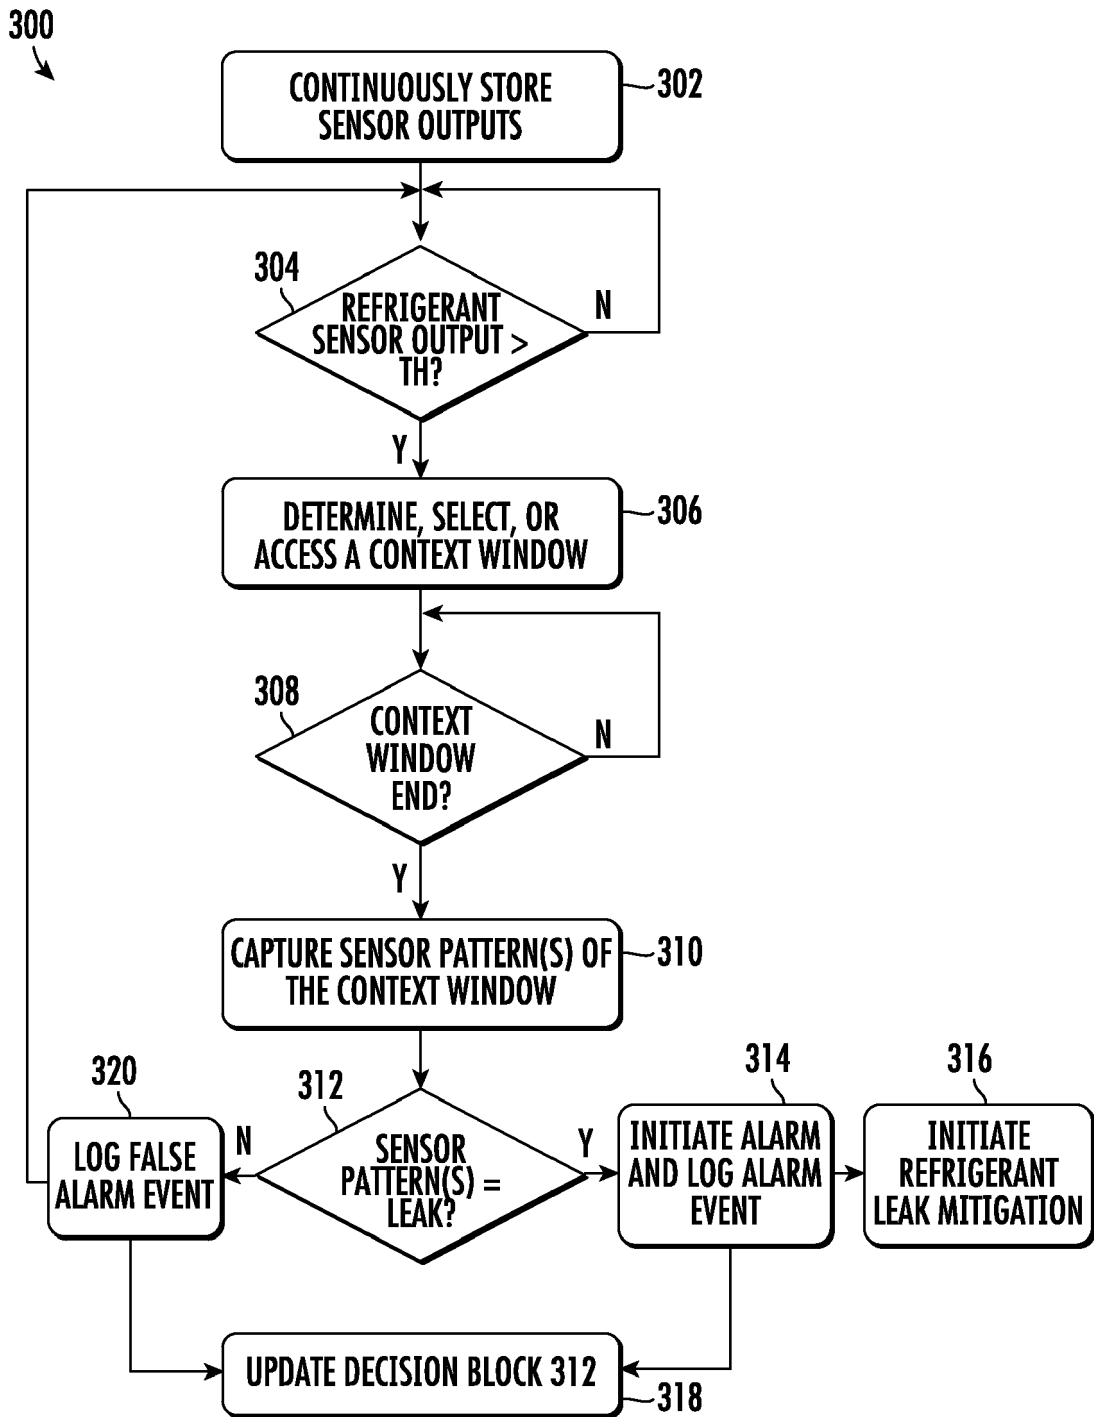 300
CONTINUOUSLY STORE
SENSOR OUTPUTS
302
304
REFRIGERANT
SENSOR OUTPUT >
TH?
N
Y
DETERMINE, SELECT, OR
ACCESS A CONTEXT WINDOW
306
308
CONTEXT
WINDOW
END?
N
Y
CAPTURE SENSOR PATTERN(S) OF
THE CONTEXT WINDOW
310
312
SENSOR
PATTERN(S) =
LEAK?
N
Y
320
LOG FALSE
ALARM EVENT
314
INITIATE ALARM
AND LOG ALARM
EVENT
316
INITIATE
REFRIGERANT
LEAK MITIGATION
UPDATE DECISION BLOCK 312
318